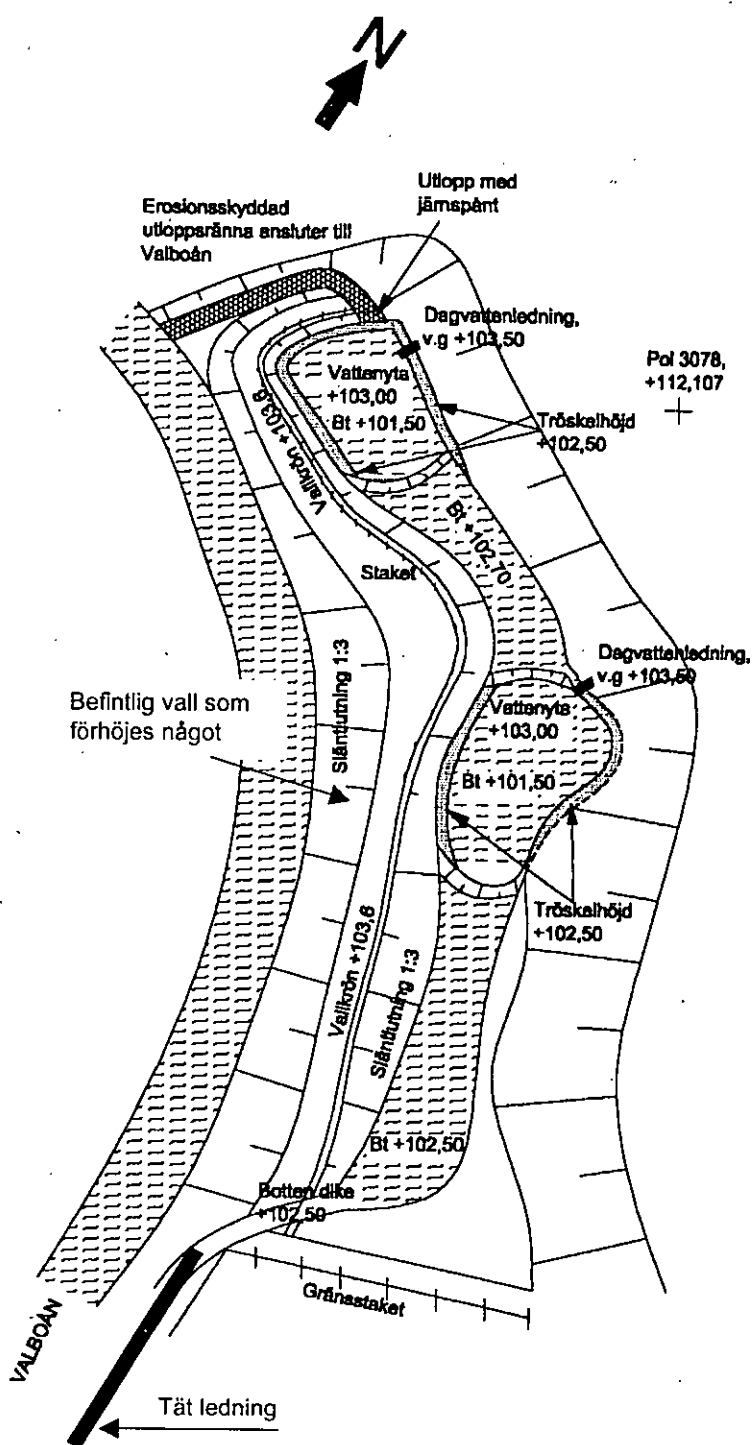 N
Utlopp med
järnspånt
Erosionsskyddad
utloppsränna ansluter till
Valboån
Dagvattenledning,
v.g +103,50
Pol 3078,
+112,107
Vattenyta
+103,00
Bt +101,50
Tröskelhöjd
+102,50
Vallkrön +103,6
Bt +102,70
Staket
Dagvattenledning,
v.g +103,50
Släntlutning 1:3
Vattenyta
+103,00
Bt +101,50
Befintlig vall som
förhöjes något
Tröskelhöjd
+102,50
Vallkrön +103,6
Släntlutning 1:3
Bt +102,50
Botten dike
+102,50
Gränsstaket
VALBOÅN
Tät ledning